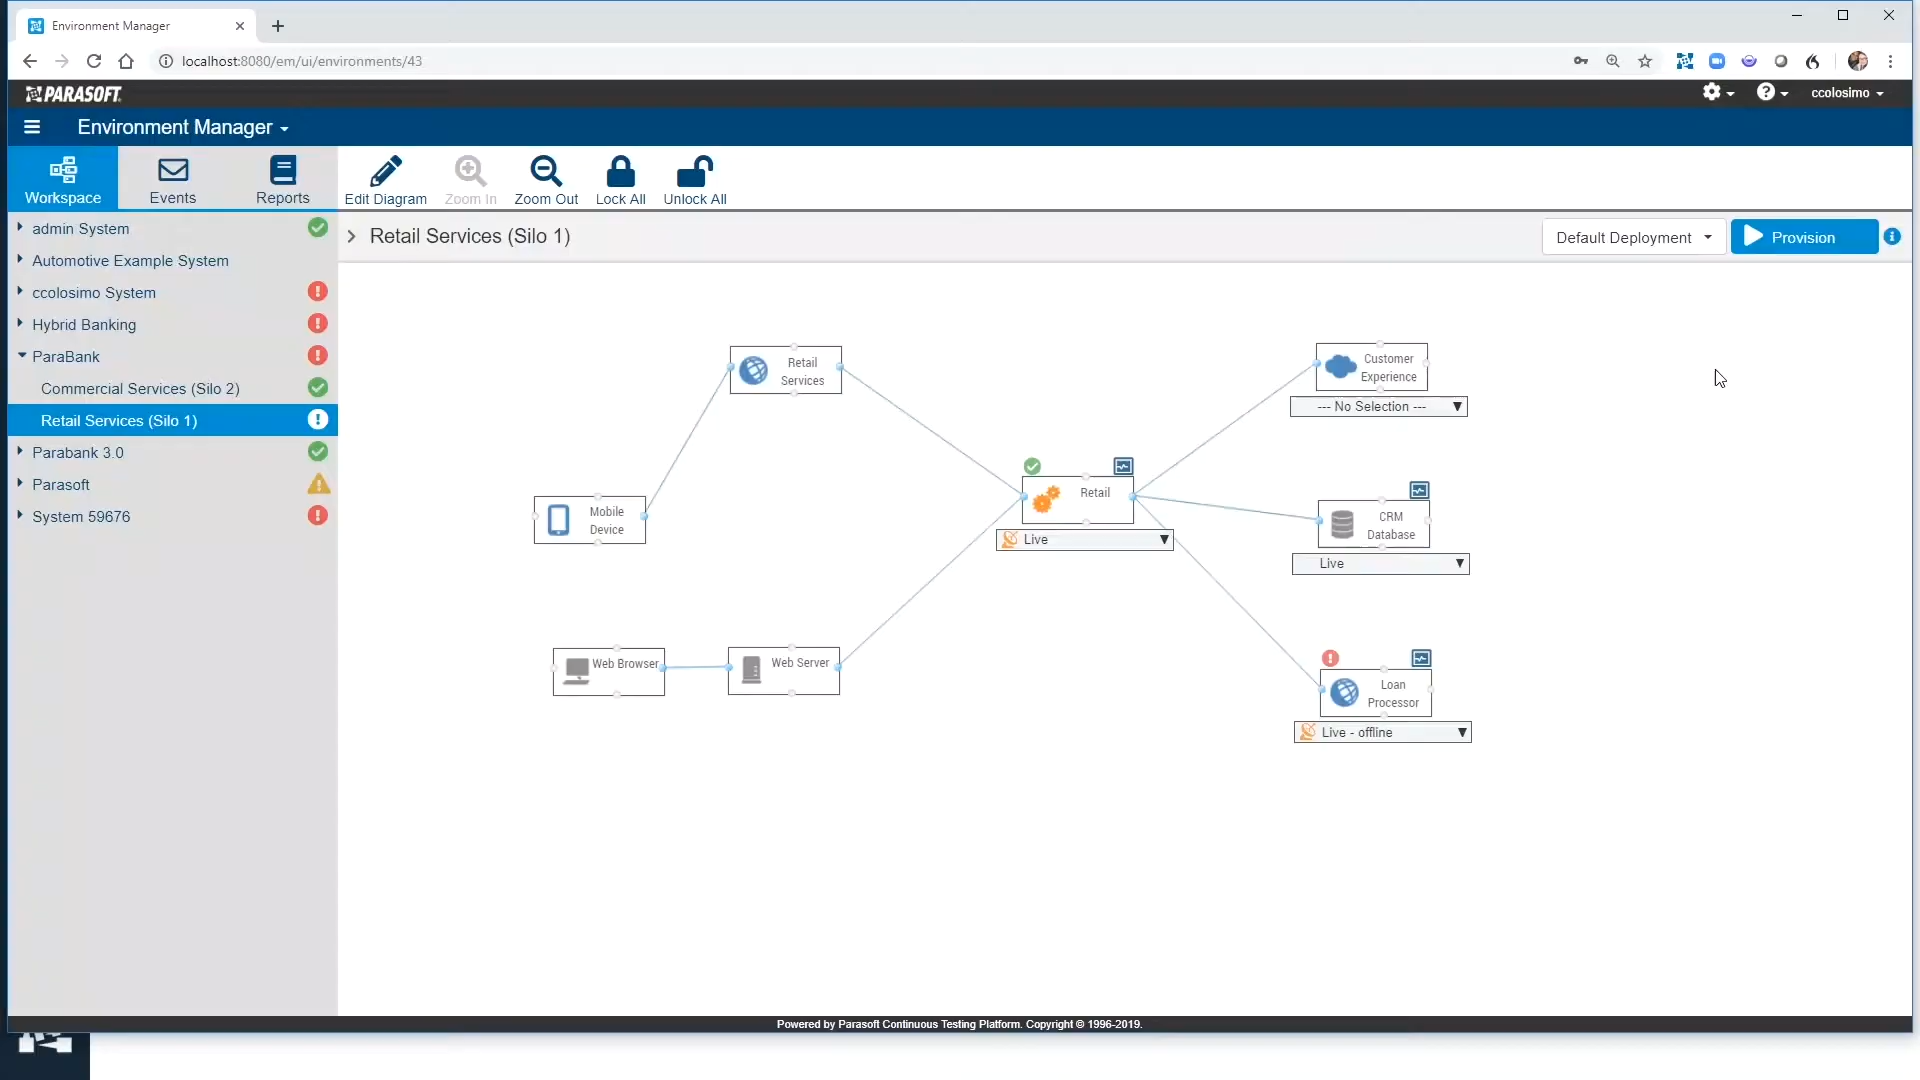 Environment Manager
localhost:8080/em/ui/environments/43
PARASOFT
ccolosimo
Environment Manager
Workspace
Events
Reports
Edit Diagram
Zoom In
Zoom Out
Lock All
Unlock All
admin System
Automotive Example System
ccolosimo System
Hybrid Banking
ParaBank
Commercial Services (Silo 2)
Retail Services (Silo 1)
Parabank 3.0
Parasoft
System 59676
Retail Services (Silo 1)
Default Deployment
Provision
Retail
Services
Customer
Experience
--- No Selection ---
Mobile
Device
Retail
Live
CRM
Database
Live
Web Browser
Web Server
Loan
Processor
Live - offline
Powered by Parasoft Continuous Testing Platform. Copyright © 1996-2019.